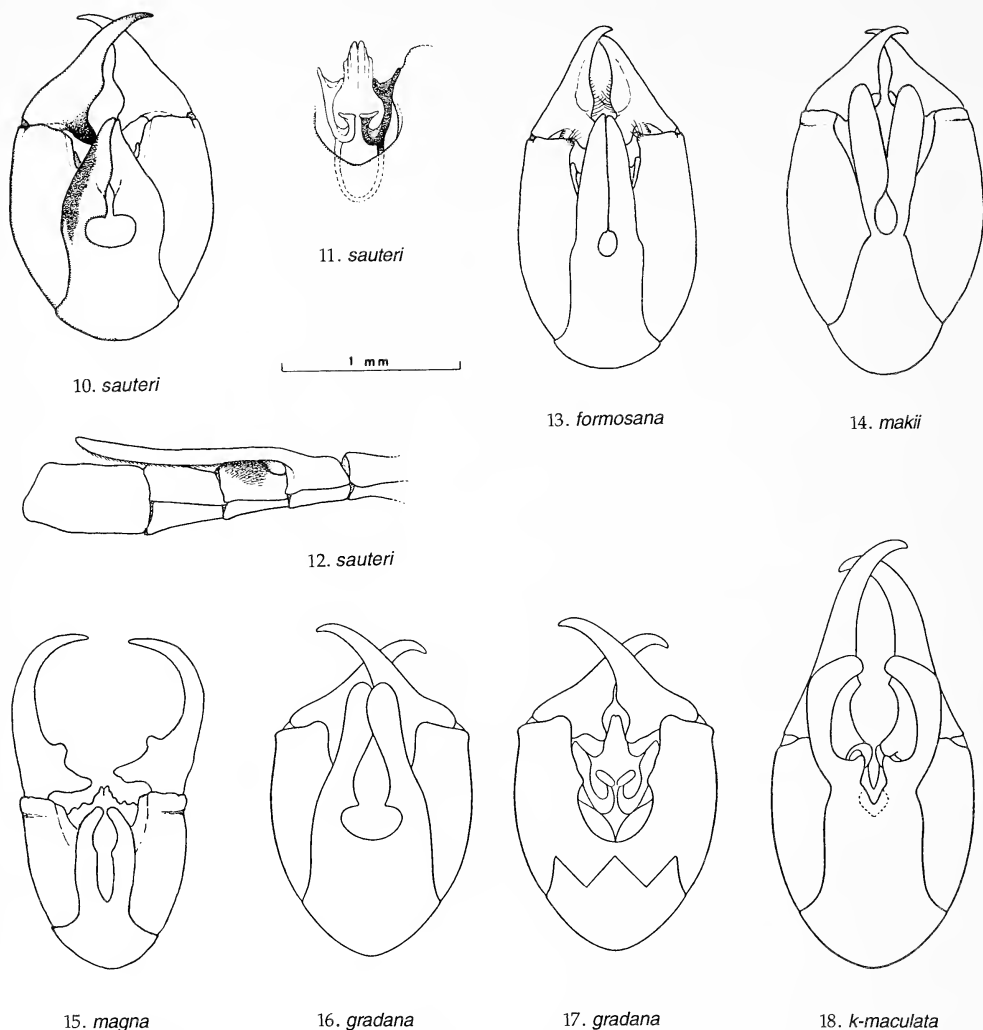 11. sauteri
1 mm
10. sauteri
13. formosana
14. makii
12. sauteri
15. magna
16. gradana
17. gradana
18. k-maculata